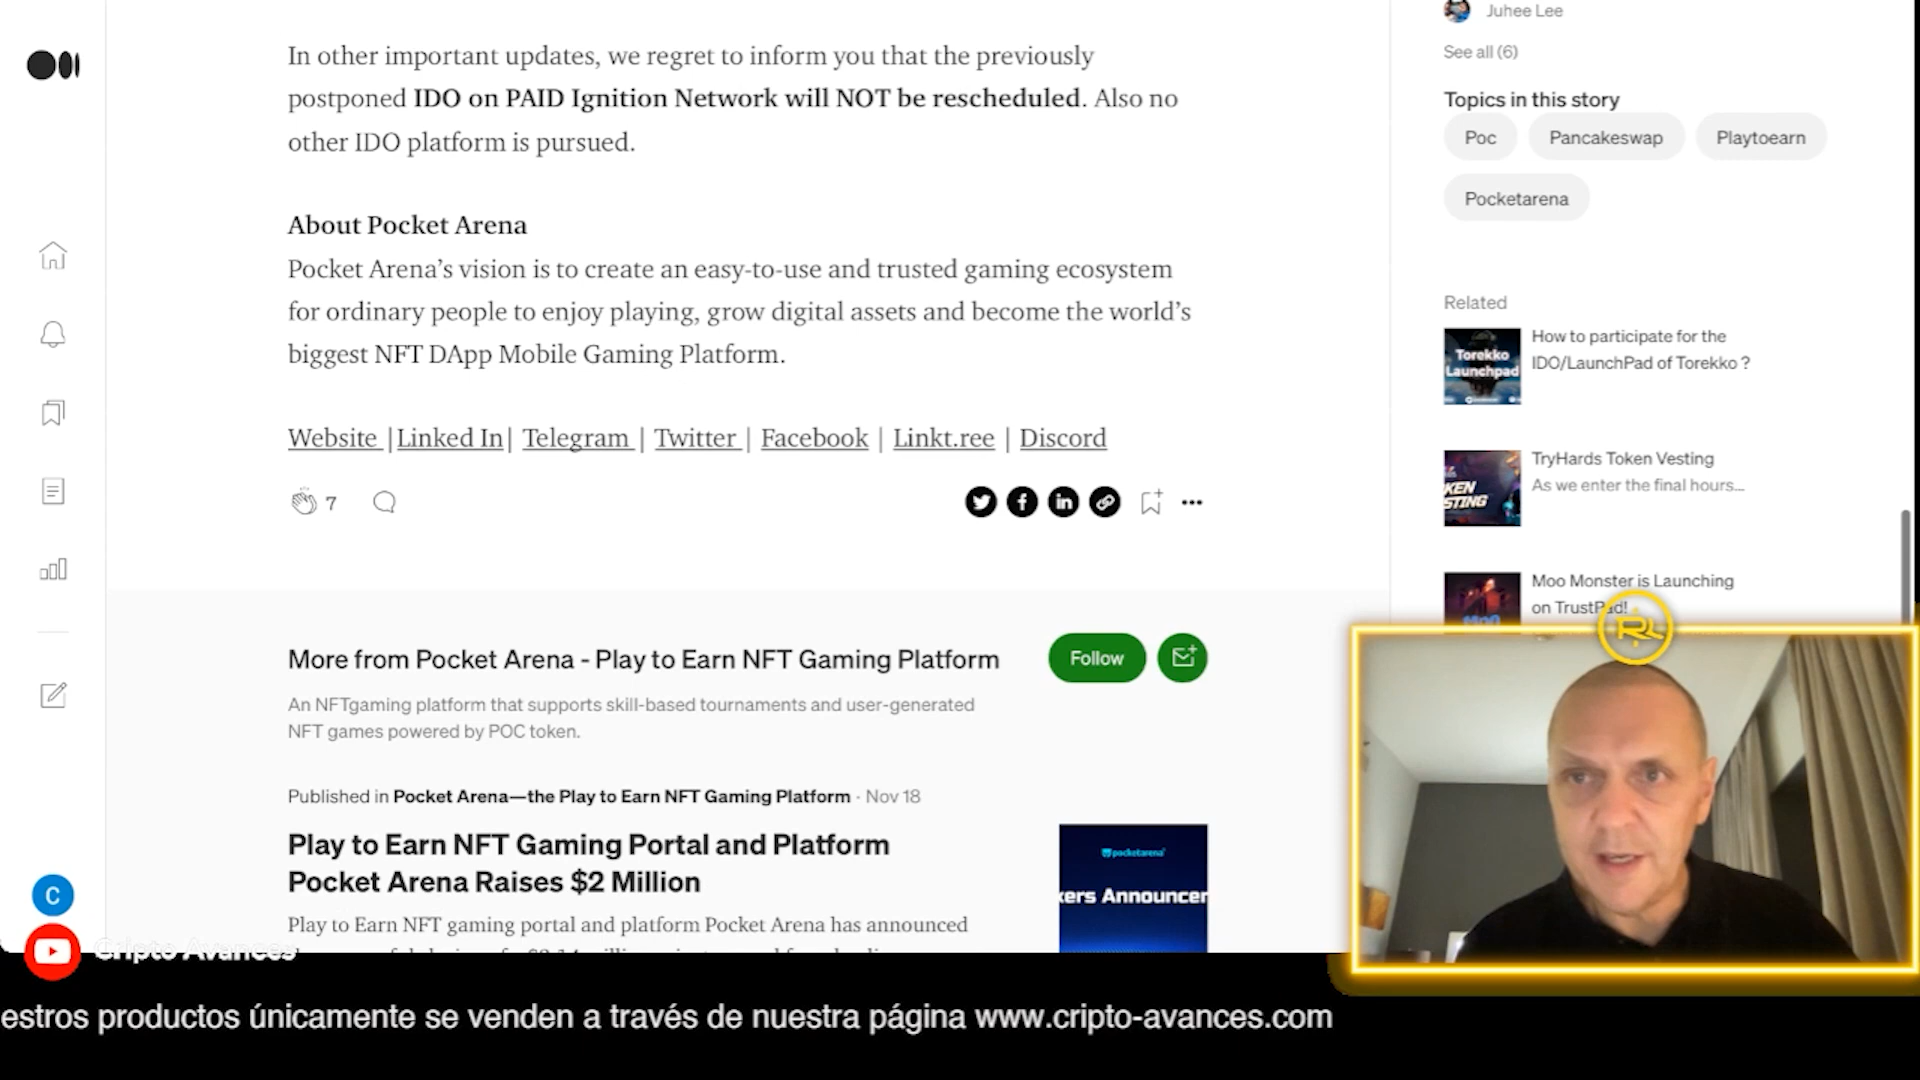 In other important updates, we regret to inform you that the previously
postponed IDO on PAID Ignition Network will NOT be rescheduled. Also no
other IDO platform is pursued.
About Pocket Arena
Pocket Arena's vision is to create an easy-to-use and trusted gaming ecosystem
for ordinary people to enjoy playing, grow digital assets and become the world's
biggest NFT DApp Mobile Gaming Platform.
Website | Linked In | Telegram | Twitter | Facebook | Linkt.ree | Discord
7
More from Pocket Arena - Play to Earn NFT Gaming Platform
Follow
An NFTgaming platform that supports skill-based tournaments and user-generated
NFT games powered by POC token.
Published in Pocket Arena—the Play to Earn NFT Gaming Platform · Nov 18
Play to Earn NFT Gaming Portal and Platform
Pocket Arena Raises $2 Million
Play to Earn NFT gaming portal and platform Pocket Arena has announced
pocketarena
kers Announcer
Juhee Lee
See all (6)
Topics in this story
Poc
Pancakeswap
Playtoearn
Pocketarena
Related
Torekko
Launchpad
How to participate for the
IDO/LaunchPad of Torekko ?
KEN
STING
TryHards Token Vesting
As we enter the final hours...
Moo Monster is Launching
on TrustPad!
C
Cripto Avances
estros productos únicamente se venden a través de nuestra página www.cripto-avances.com